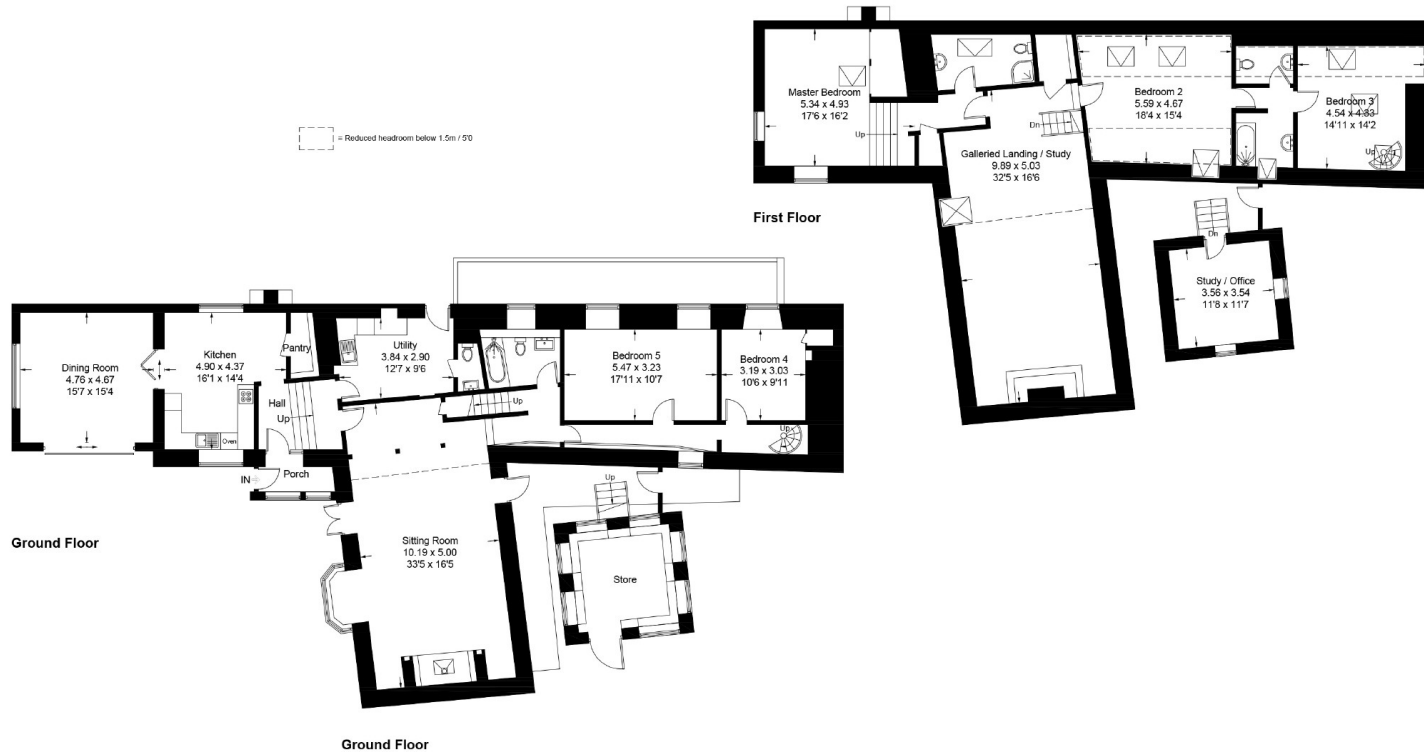 = Reduced headroom below 1.5m / 5'0
Master Bedroom
5.34 x 4.93
17'6 x 16'2
Up
Dn
Galleried Landing / Study
9.89 x 5.03
32'5 x 16'6
Bedroom 2
5.59 x 4.67
18'4 x 15'4
Bedroom 3
4.54 x 4.33
14'11 x 14'2
Up
First Floor
Dn
Study / Office
3.56 x 3.54
11'8 x 11'7
Dining Room
4.76 x 4.67
15'7 x 15'4
Kitchen
4.90 x 4.37
16'1 x 14'4
Pantry
Oven
Hall
Up
IN
Porch
Utility
3.84 x 2.90
12'7 x 9'6
Up
Bedroom 5
5.47 x 3.23
17'11 x 10'7
Bedroom 4
3.19 x 3.03
10'6 x 9'11
Up
Ground Floor
Sitting Room
10.19 x 5.00
33'5 x 16'5
Up
Store
Ground Floor